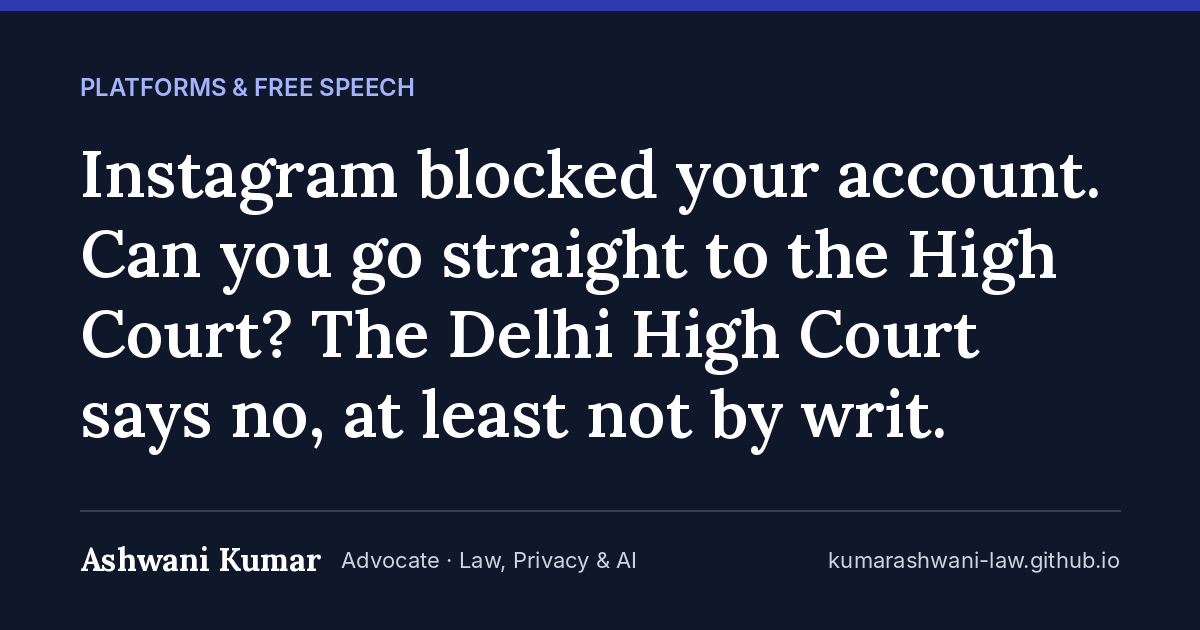 PLATFORMS & FREE SPEECH
Instagram blocked your account.
Can you go straight to the High
Court? The Delhi High Court
says no, at least not by writ.
Ashwani Kumar Advocate · Law, Privacy & AI kumarashwani-law.github.io